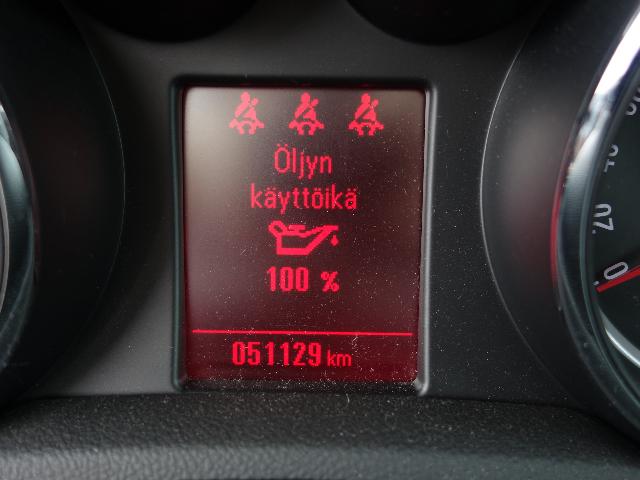 Öljyn
käyttöikä
100 %
051129 km